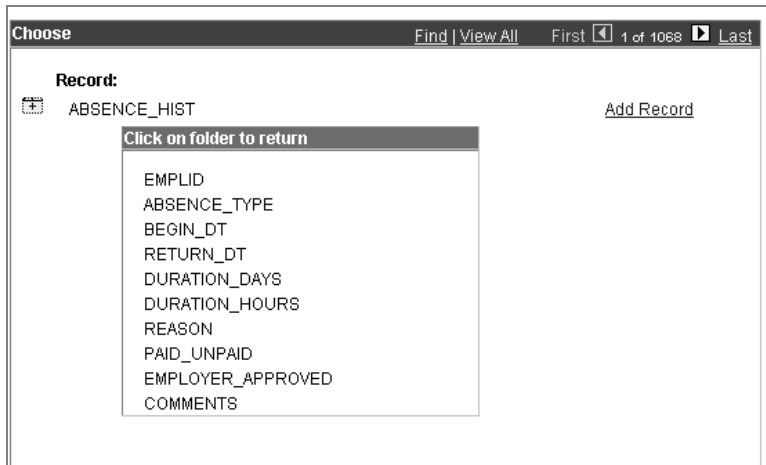 Choose Find | View All First 1 of 1068 Last
Record:
ABSENCE_HIST Add Record
Click on folder to return
EMPLID
ABSENCE_TYPE
BEGIN_DT
RETURN_DT
DURATION_DAYS
DURATION_HOURS
REASON
PAID_UNPAID
EMPLOYER_APPROVED
COMMENTS